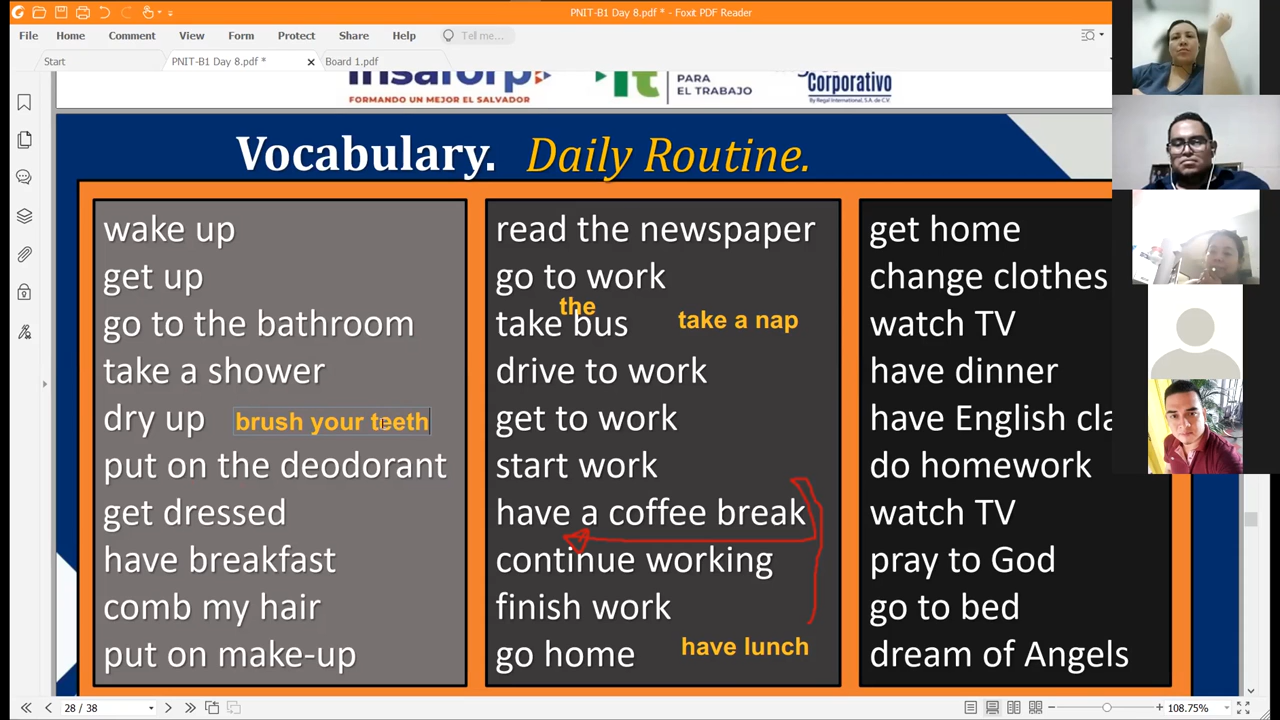 PNIT-B1 Day 8.pdf * - Foxit PDF Reader
File Home Comment View Form Protect Share Help Tell me...
Start PNIT-B1 Day 8.pdf * Board 1.pdf
FORMANDO UN MEJOR EL SALVADOR
PARA
EL TRABAJO
Corporativo
By Regal International, S.A. de C.V.
Vocabulary. Daily Routine.
wake up
get up
go to the bathroom
take a shower
dry up brush your teeth
put on the deodorant
get dressed
have breakfast
comb my hair
put on make-up
read the newspaper
go to work
the
take bus take a nap
drive to work
get to work
start work
have a coffee break
continue working
finish work
go home have lunch
get home
change clothes
watch TV
have dinner
have English cla
do homework
watch TV
pray to God
go to bed
dream of Angels
28 / 38
108.75%